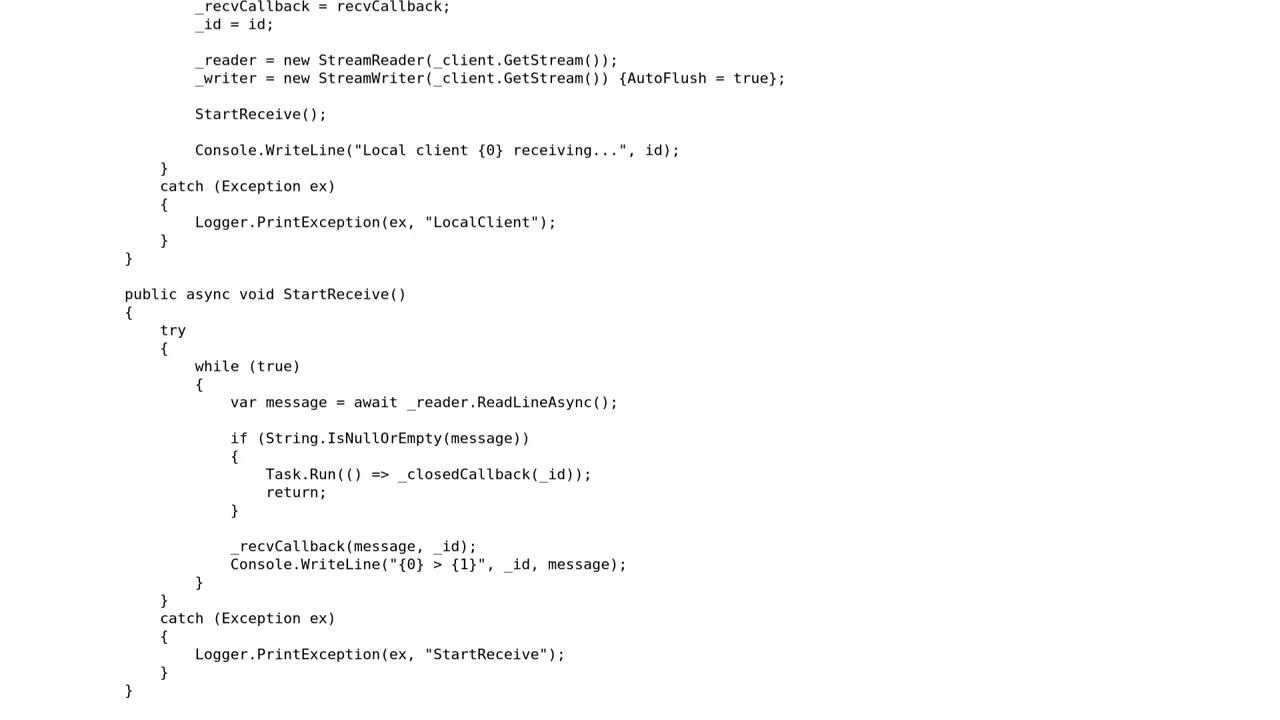 _recvCallback = recvCallback;
_id = id;
_reader = new StreamReader(_client.GetStream());
_writer = new StreamWriter(_client.GetStream()) {AutoFlush = true};
StartReceive();
Console.WriteLine("Local client {0} receiving...", id);
}
catch (Exception ex)
{
Logger.PrintException(ex, "LocalClient");
}
}
public async void StartReceive()
{
try
{
while (true)
{
var message = await _reader.ReadLineAsync();
if (String.IsNullOrEmpty(message))
{
Task.Run(() => _closedCallback(_id));
return;
}
_recvCallback(message, _id);
Console.WriteLine("{0} > {1}", _id, message);
}
}
catch (Exception ex)
{
Logger.PrintException(ex, "StartReceive");
}
}